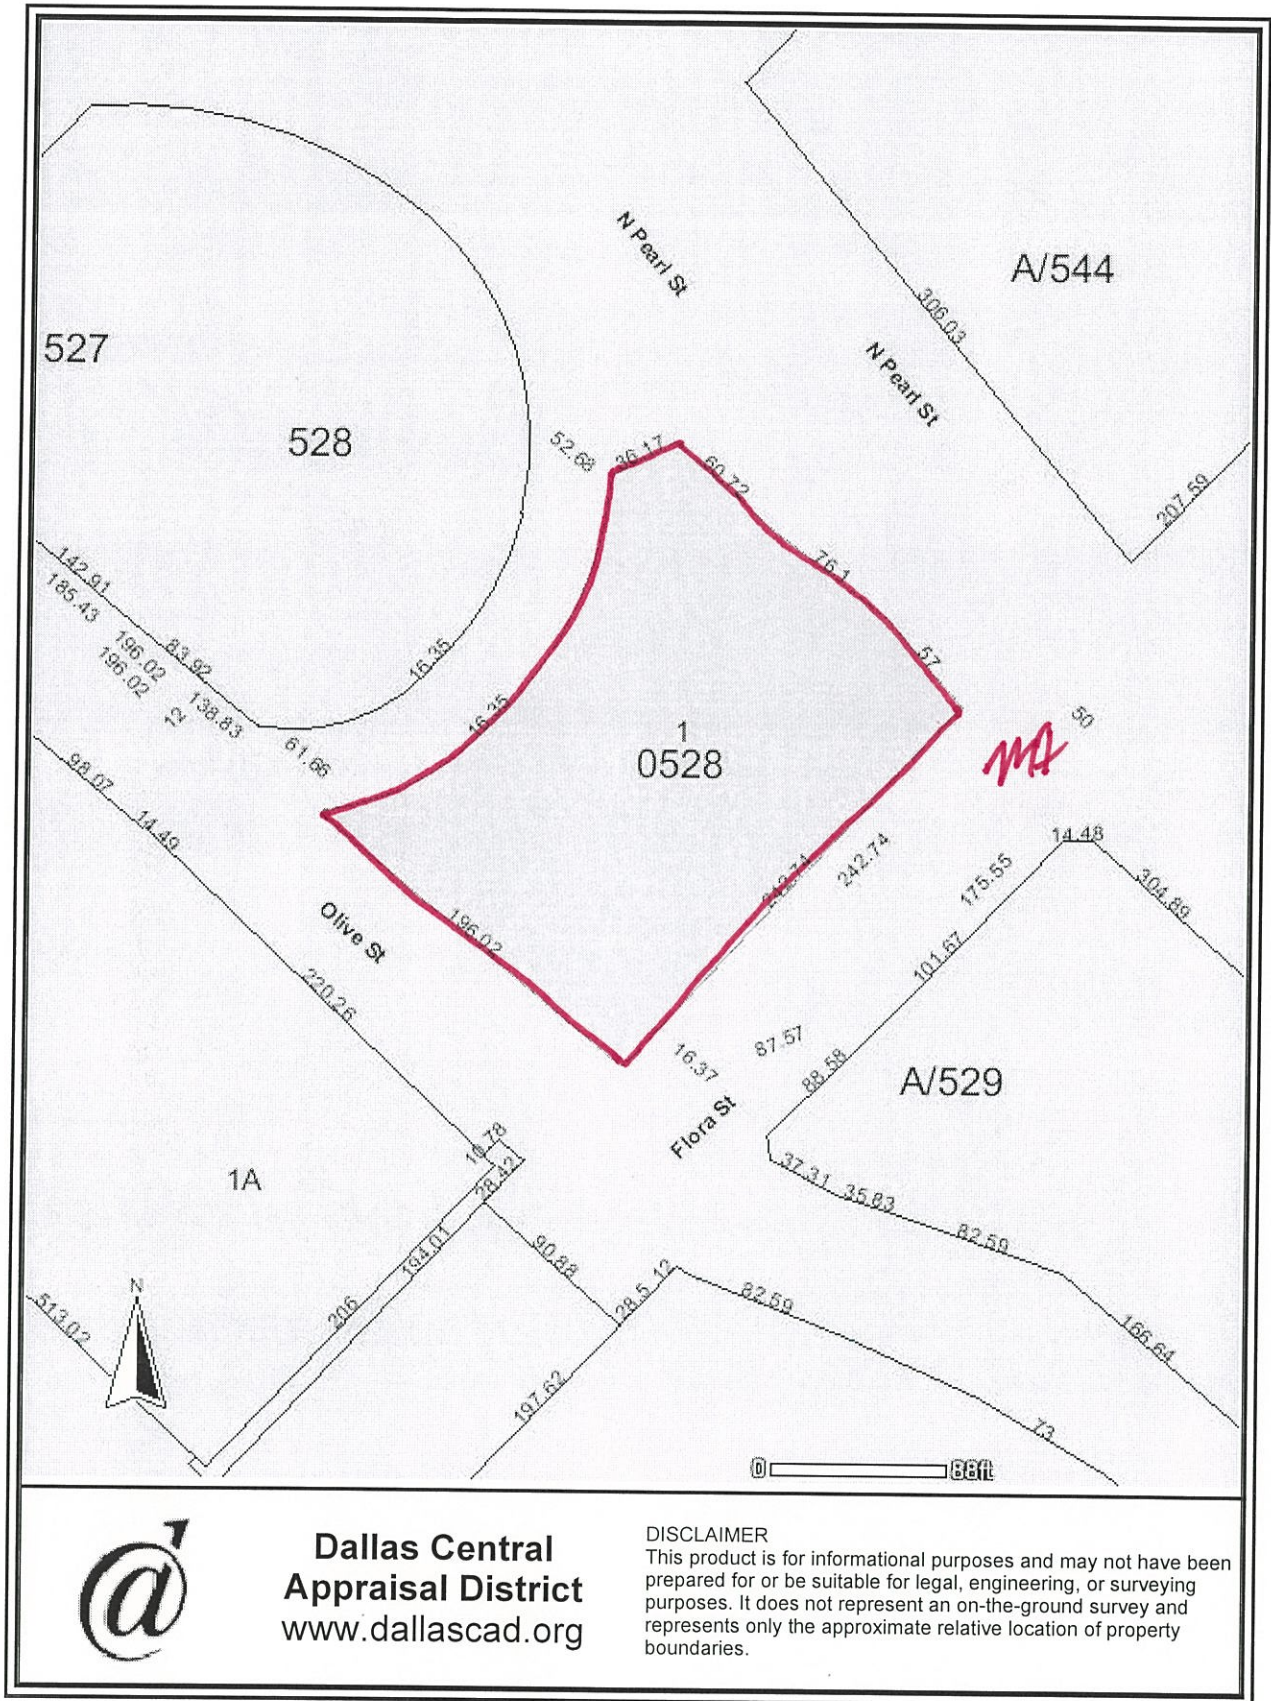 N Pearl St
A/544
306.03
527
N Pearl St
528
52.68
36.17
60.72
207.59
76.1
142.91
185.43
57
83.92
196.02
196.02
16.35
138.83
12
16.35
50
1
0528
61.66
MA
98.07
14.49
14.48
242.74
242.74
175.55
304.89
Olive St
196.02
101.67
220.26
87.57
16.37
88.58
A/529
Flora St
10.78
1A
28.42
37.31
35.83
82.59
194.01
90.88
N
12
28.5
82.59
206
513.02
166.64
197.62
73
0
88ft
@
Dallas Central
Appraisal District
www.dallascad.org
DISCLAIMER
This product is for informational purposes and may not have been
prepared for or be suitable for legal, engineering, or surveying
purposes. It does not represent an on-the-ground survey and
represents only the approximate relative location of property
boundaries.